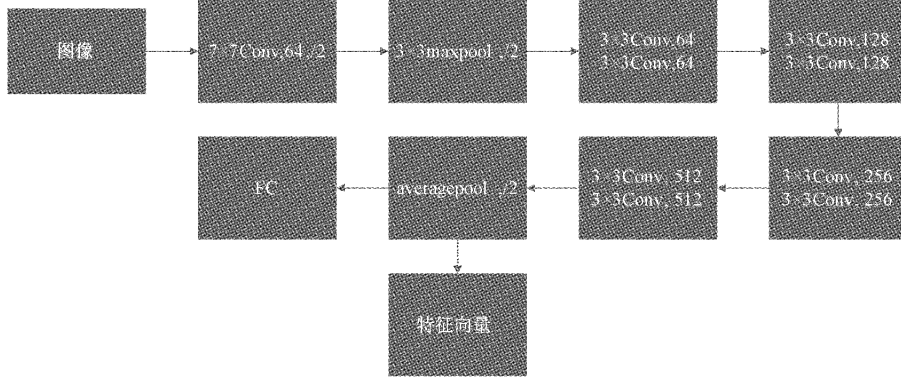 图像
7×7Conv,64,/2
3×3maxpool ,/2
3×3Conv,64
3×3Conv,64
3×3Conv,128
3×3Conv,128
3×3Conv, 256
3×3Conv, 256
3×3Conv, 512
3×3Conv, 512
averagepool ,/2
FC
特征向量